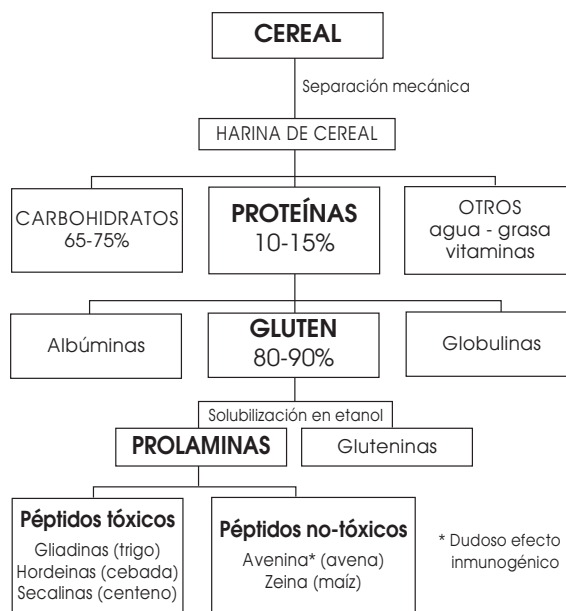 CEREAL
Separación mecánica
HARINA DE CEREAL
CARBOHIDRATOS
65-75%
PROTEÍNAS
10-15%
OTROS
agua - grasa
vitaminas
Albúminas
GLUTEN
80-90%
Globulinas
Solubilización en etanol
PROLAMINAS
Gluteninas
Péptidos tóxicos
Gliadinas (trigo)
Hordeinas (cebada)
Secalinas (centeno)
Péptidos no-tóxicos
Avenina* (avena)
Zeina (maíz)
* Dudoso efecto
inmunogénico